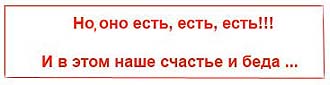 Но, оно есть, есть, есть!!!
И в этом наше счастье и беда ...